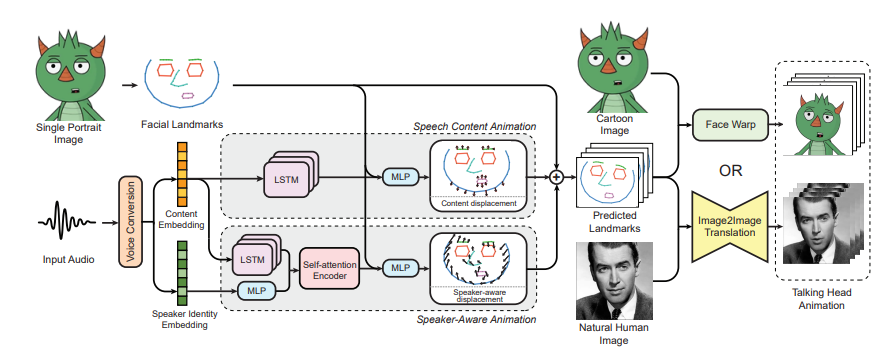 Single Portrait
Image
Facial Landmarks
Speech Content Animation
LSTM
MLP
Content displacement
Content
Embedding
Voice Conversion
Input Audio
LSTM
MLP
Self-attention
Encoder
MLP
Speaker-aware
displacement
Speaker Identity
Embedding
Speaker-Aware Animation
Cartoon
Image
Predicted
Landmarks
Natural Human
Image
Face Warp
OR
Image2Image
Translation
Talking Head
Animation